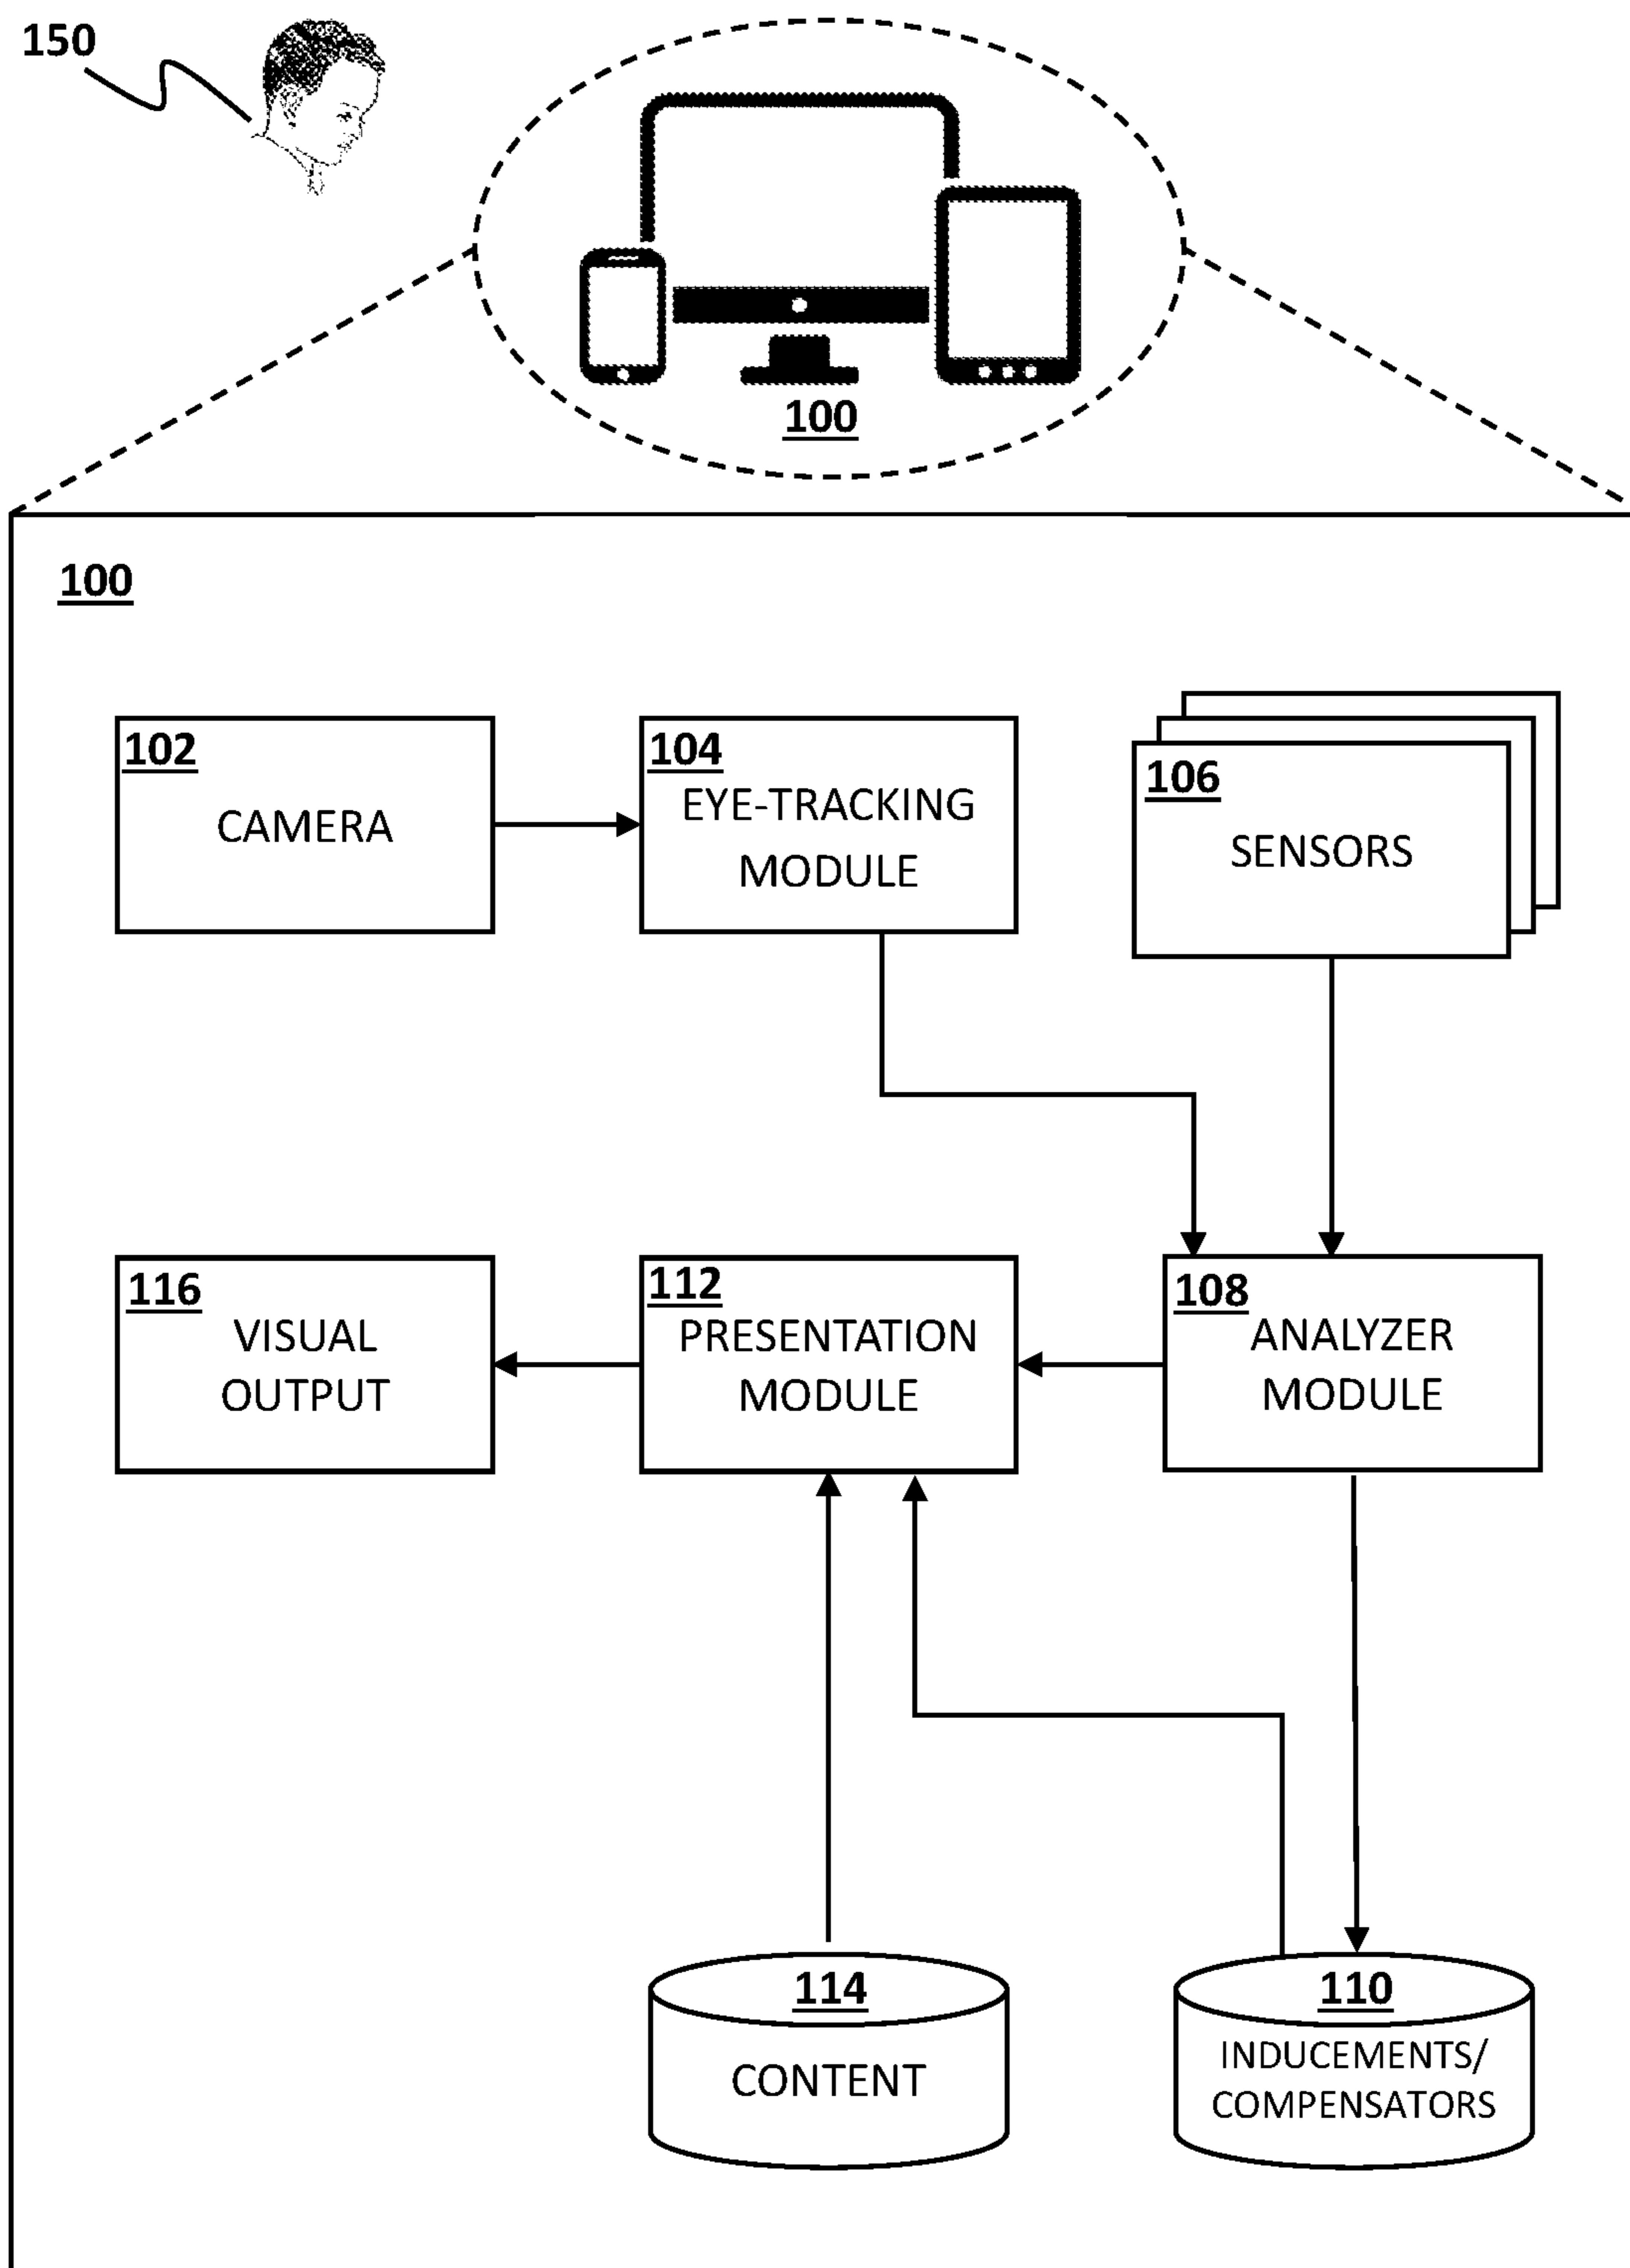 150
100
100
102
CAMERA
104
EYE-TRACKING
MODULE
106
SENSORS
116
VISUAL
OUTPUT
112
PRESENTATION
MODULE
108
ANALYZER
MODULE
114
CONTENT
110
INDUCEMENTS/
COMPENSATORS